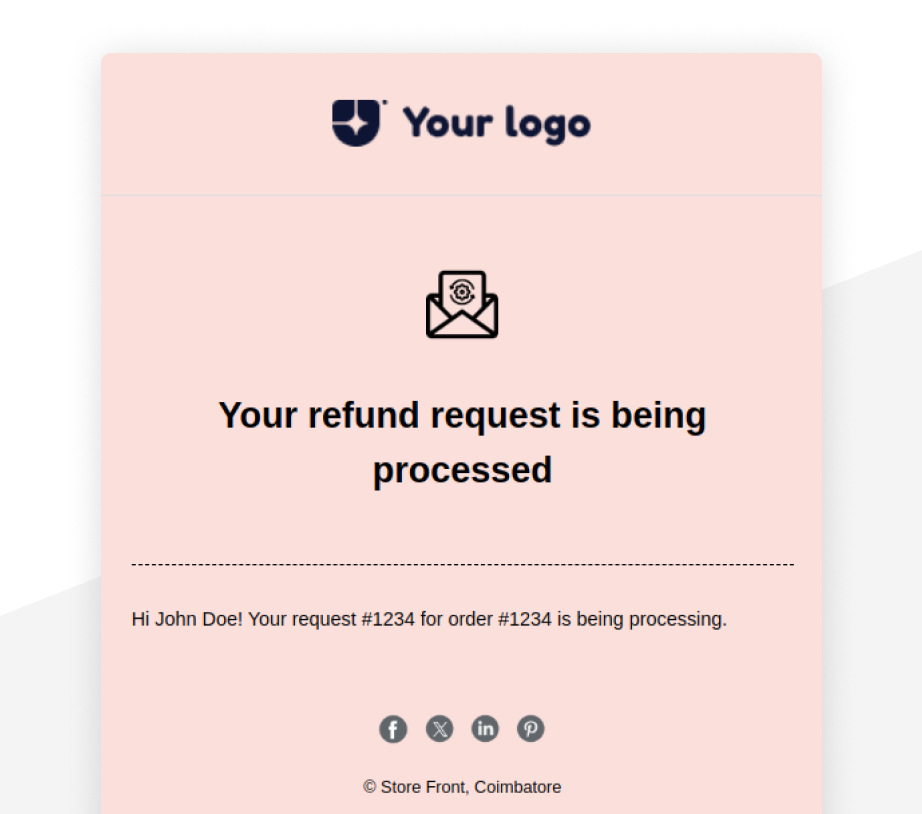 Your logo
Your refund request is being
processed
Hi John Doe! Your request #1234 for order #1234 is being processing.
© Store Front, Coimbatore